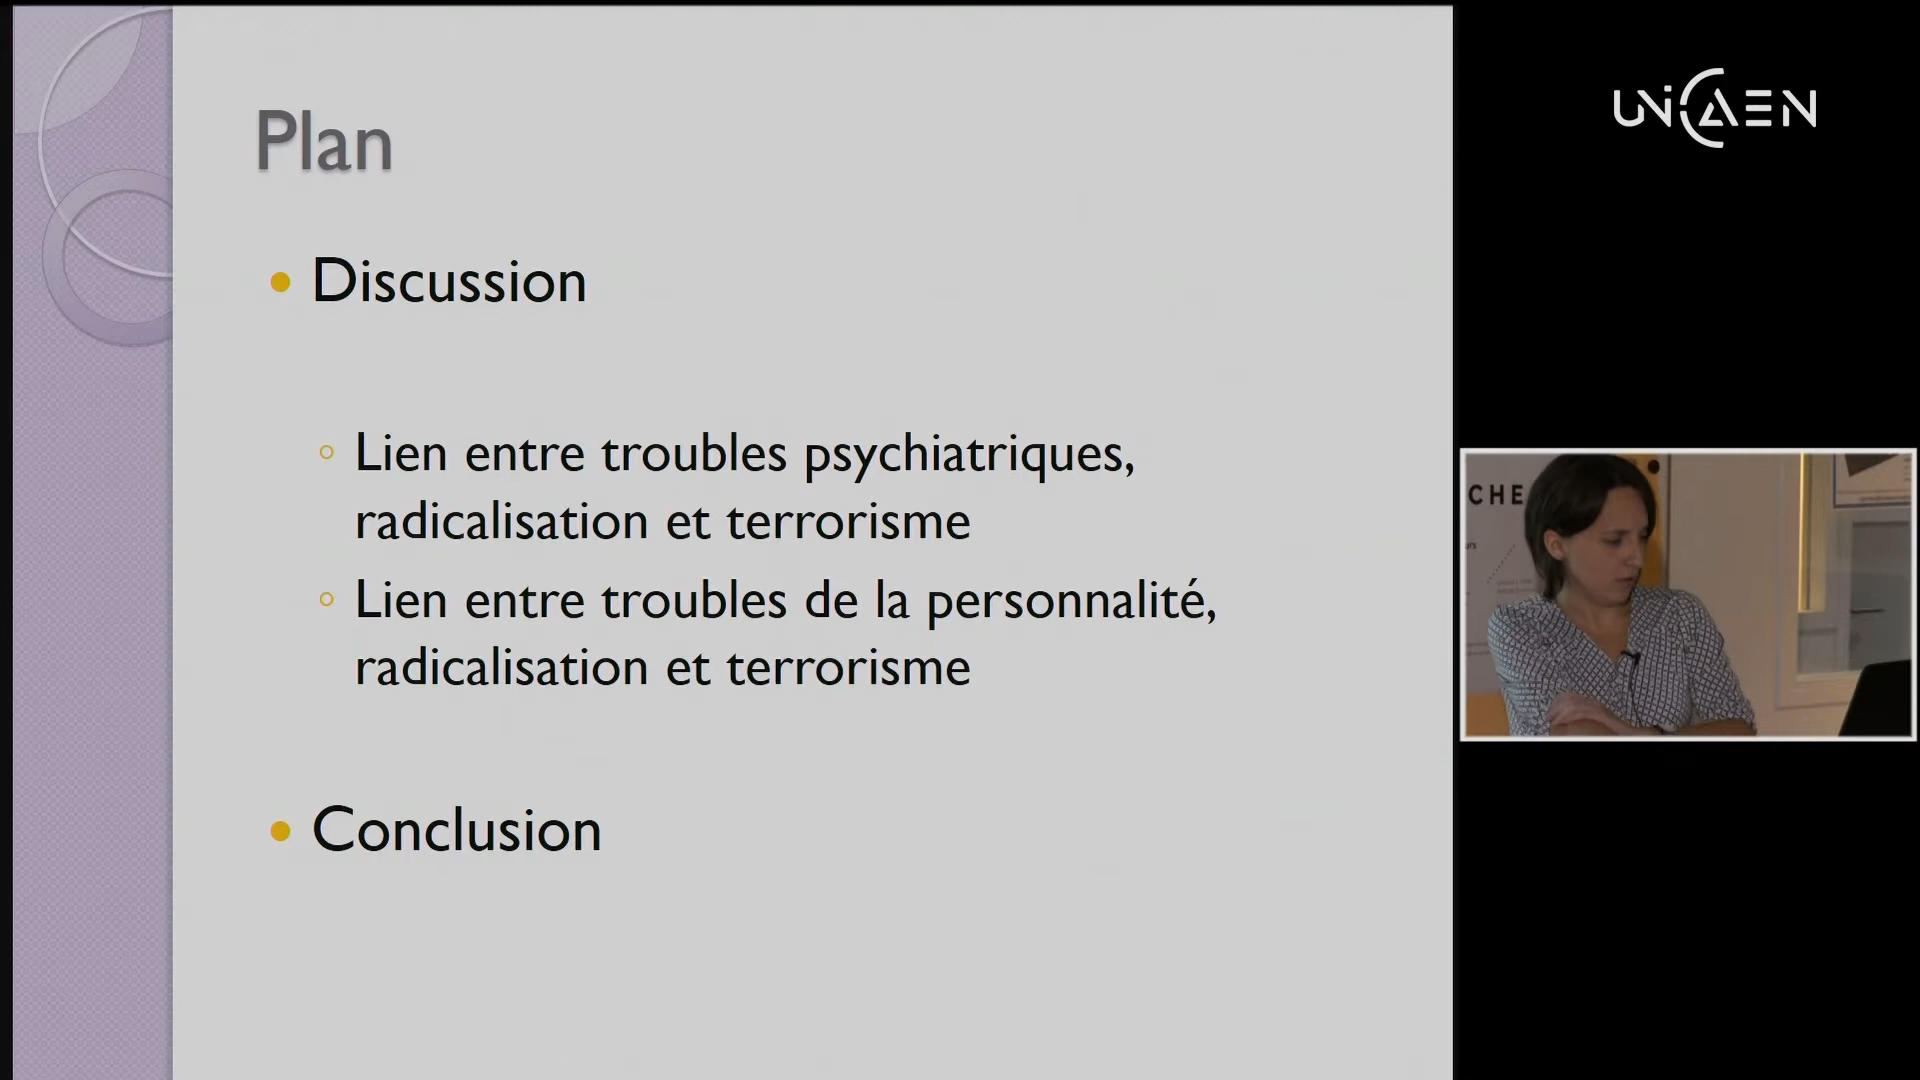 Plan
Discussion
Lien entre troubles psychiatriques,
radicalisation et terrorisme
Lien entre troubles de la personnalité,
radicalisation et terrorisme
Conclusion
UNICAEN
CHE